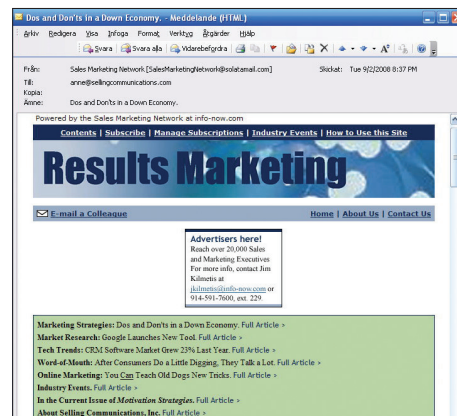 Dos and Don'ts in a Down Economy. - Meddelande (HTML)
Arkiv Redigera Visa Infoga Format Verktyg Åtgärder Hjälp
Svara Svara alla Vidarebefordra
Från: Sales Marketing Network [SalesMarketingNetwork@solatamail.com] Skickat: Tue 9/2/2008 8:37 PM
Till: anne@sellingcommunications.com
Kopia:
Ämne: Dos and Don'ts in a Down Economy.
Powered by the Sales Marketing Network at info-now.com
Contents | Subscribe | Manage Subscriptions | Industry Events | How to Use this Site
Results Marketing
E-mail a Colleague Home | About Us | Contact Us
Advertisers here!
Reach over 20,000 Sales
and Marketing Executives
For more info, contact Jim
Kilmetis at
jkilmetis@info-now.com or
914-591-7600, ext. 229.
Marketing Strategies: Dos and Don'ts in a Down Economy. Full Article >
Market Research: Google Launches New Tool. Full Article >
Tech Trends: CRM Software Market Grew 23% Last Year. Full Article >
Word-of-Mouth: After Consumers Do a Little Digging, They Talk a Lot. Full Article >
Online Marketing: You Can Teach Old Dogs New Tricks. Full Article >
Industry Events. Full Article >
In the Current Issue of Motivation Strategies. Full Article >
About Selling Communications, Inc. Full Article >